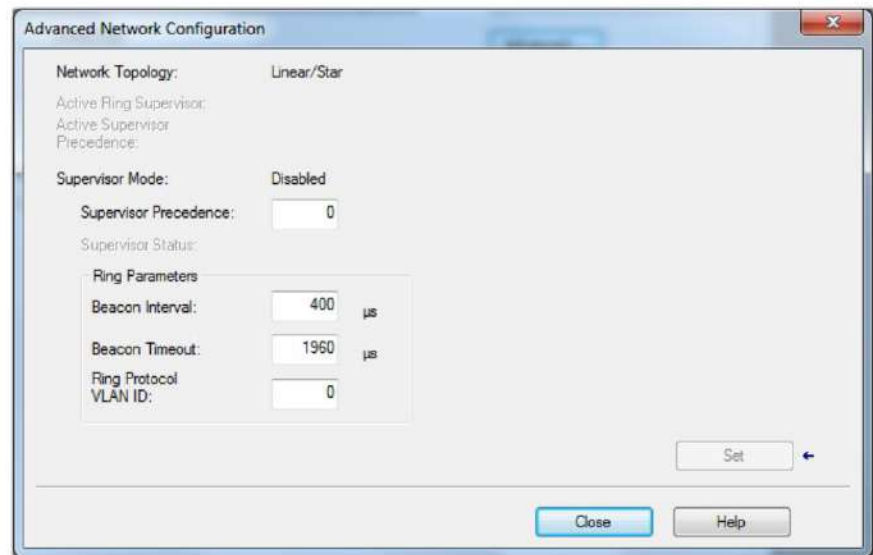 Advanced Network Configuration
Network Topology: Linear/Star
Active Ring Supervisor:
Active Supervisor
Precedence:
Supervisor Mode: Disabled
Supervisor Precedence: 0
Supervisor Status:
Ring Parameters
Beacon Interval: 400 µs
Beacon Timeout: 1960 µs
Ring Protocol
VLAN ID: 0
Set
Close Help